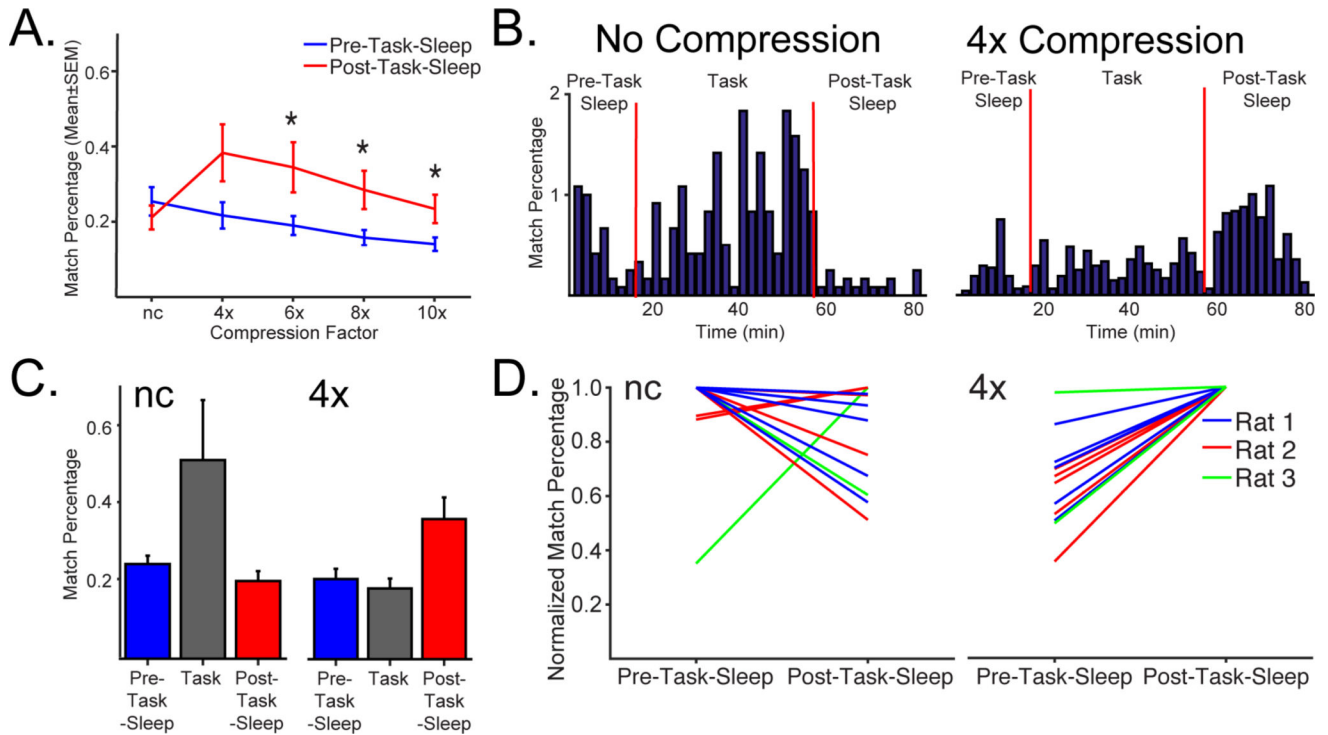 A.
Pre-Task-Sleep
Post-Task-Sleep
Match Percentage (Mean±SEM)
0.6
0.4
0.2
*
*
*
nc
4x
6x
8x
10x
Compression Factor
B.
No Compression
Pre-Task
Sleep
Task
Post-Task
Sleep
Match Percentage
2
1
20
40
60
80
Time (min)
4x Compression
Pre-Task
Sleep
Task
Post-Task
Sleep
20
40
60
80
Time (min)
C.
nc
4x
Match Percentage
0.6
0.4
0.2
Pre-
Task
-Sleep
Task
Post-
Task
-Sleep
Pre-
Task
-Sleep
Task
Post-
Task
-Sleep
D.
nc
Normalized Match Percentage
1.0
0.8
0.6
0.4
0.2
Pre-Task-Sleep
Post-Task-Sleep
4x
Rat 1
Rat 2
Rat 3
Pre-Task-Sleep
Post-Task-Sleep